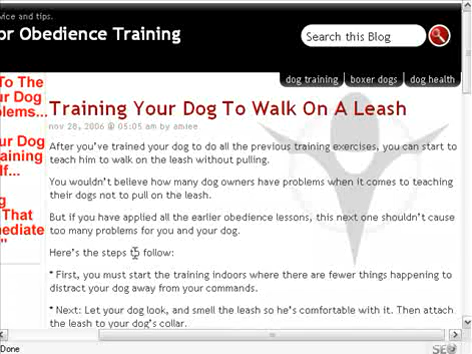 vice and tips.
or Obedience Training
Search this Blog
dog training
boxer dogs
dog health
To The
ur Dog
blems...
Training Your Dog To Walk On A Leash
nov 28, 2006 @ 05:05 am by amiee
After you've trained your dog to do all the previous training exercises, you can start to
teach him to walk on the leash without pulling.
ur Dog
aining
lf...
You wouldn't believe how many dog owners have problems when it comes to teaching
their dogs not to pull on the leash.
g
That
mediate
"
But if you have applied all the earlier obedience lessons, this next one shouldn't cause
too many problems for you and your dog.
Here's the steps to follow:
* First, you must start the training indoors where there are fewer things happening to
distract your dog away from your commands.
* Next: Let your dog look, and smell the leash so he's comfortable with it. Then attach
the leash to your dog's collar.
Done
SEO